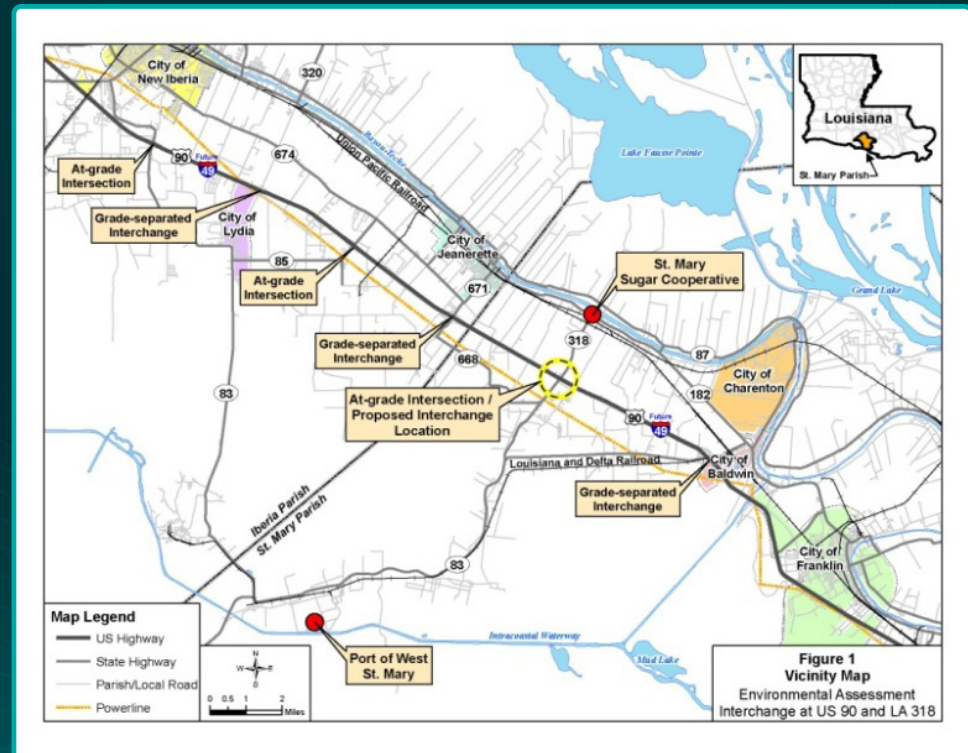 City of
New Iberia
320
Bayou Teche
Union Pacific Railroad
674
Lake Fausse Pointe
Louisiana
St. Mary Parish
At-grade
Intersection
90
Future
49
Grade-separated
Interchange
City of
Lydia
City of
Jeanerette
85
At-grade
Intersection
671
St. Mary
Sugar Cooperative
Grand Lake
Grade-separated
Interchange
318
87
668
City of
Charenton
83
At-grade Intersection /
Proposed Interchange
Location
182
90
Future
49
Louisiana and Delta Railroad
City of
Baldwin
Grade-separated
Interchange
Iberia Parish
St. Mary Parish
83
City of
Franklin
Map Legend
US Highway
State Highway
Parish/Local Road
Powerline
N
W
E
S
0 0.5 1 2
Miles
Port of West
St. Mary
Intracoastal Waterway
Mud Lake
Figure 1
Vicinity Map
Environmental Assessment
Interchange at US 90 and LA 318